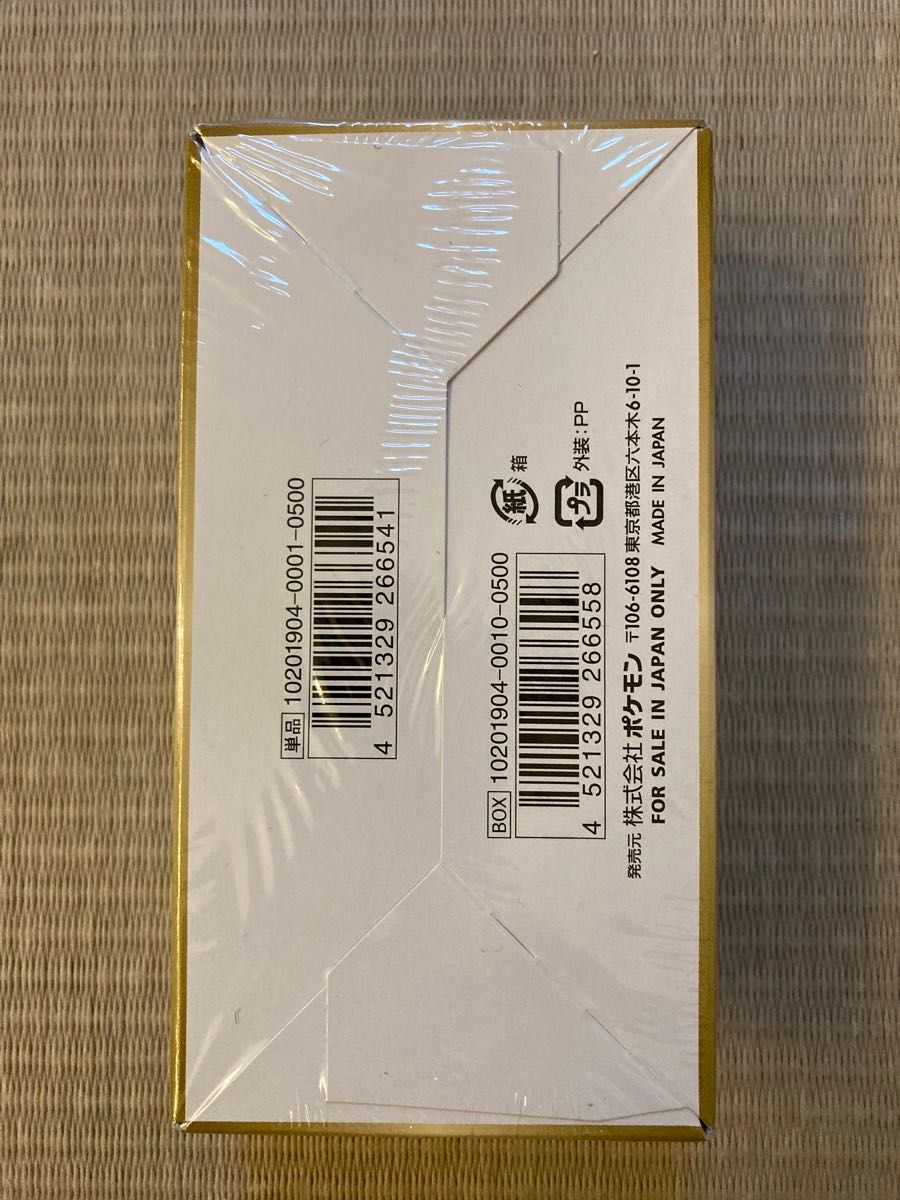 単品 10201904-0001-0500
4 521329 266541
BOX 10201904-0010-0500
4 521329 266558
紙 箱
プラ 外装:PP
発売元 株式会社 ポケモン 〒106-6108 東京都港区六本木6-10-1
FOR SALE IN JAPAN ONLY MADE IN JAPAN